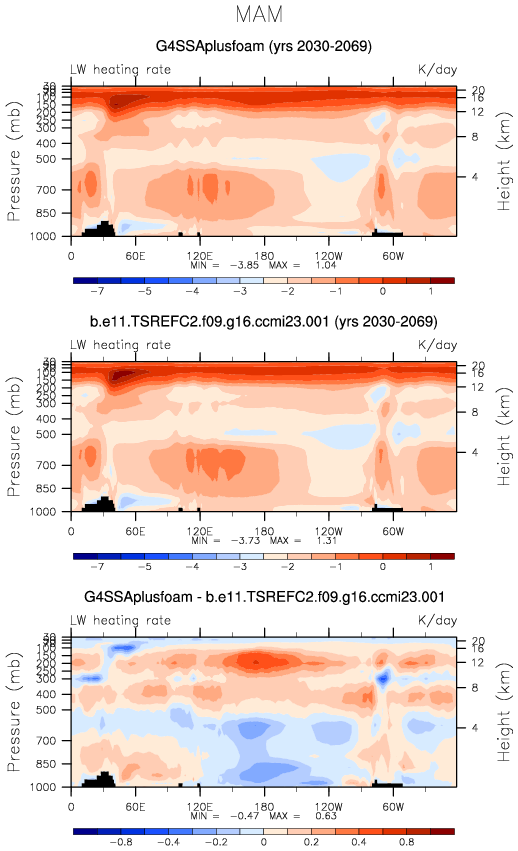 MAM
G4SSAplusfoam (yrs 2030-2069)
LW heating rate K/day
Pressure (mb)
30
100
150 16
200 12
250
300 8
400
500
700 4
850
1000
20
Height (km)
0 60E 120E 180 120W 60W
MIN = -3.85 MAX = 1.04
-7 -5 -4 -3 -2 -1 0 1
b.e11.TSREFC2.f09.g16.ccmi23.001 (yrs 2030-2069)
LW heating rate K/day
Pressure (mb)
30
100
150
200
250
300
400
500
700
850
1000
20
16
12
8
4
Height (km)
0 60E 120E 180 120W 60W
MIN = -3.73 MAX = 1.31
-7 -5 -4 -3 -2 -1 0 1
G4SSAplusfoam - b.e11.TSREFC2.f09.g16.ccmi23.001
LW heating rate K/day
Pressure (mb)
30
100
150
200
250
300
400
500
700
850
1000
20
16
12
8
4
Height (km)
0 60E 120E 180 120W 60W
MIN = -0.47 MAX = 0.63
-0.8 -0.4 -0.2 0 0.2 0.4 0.8